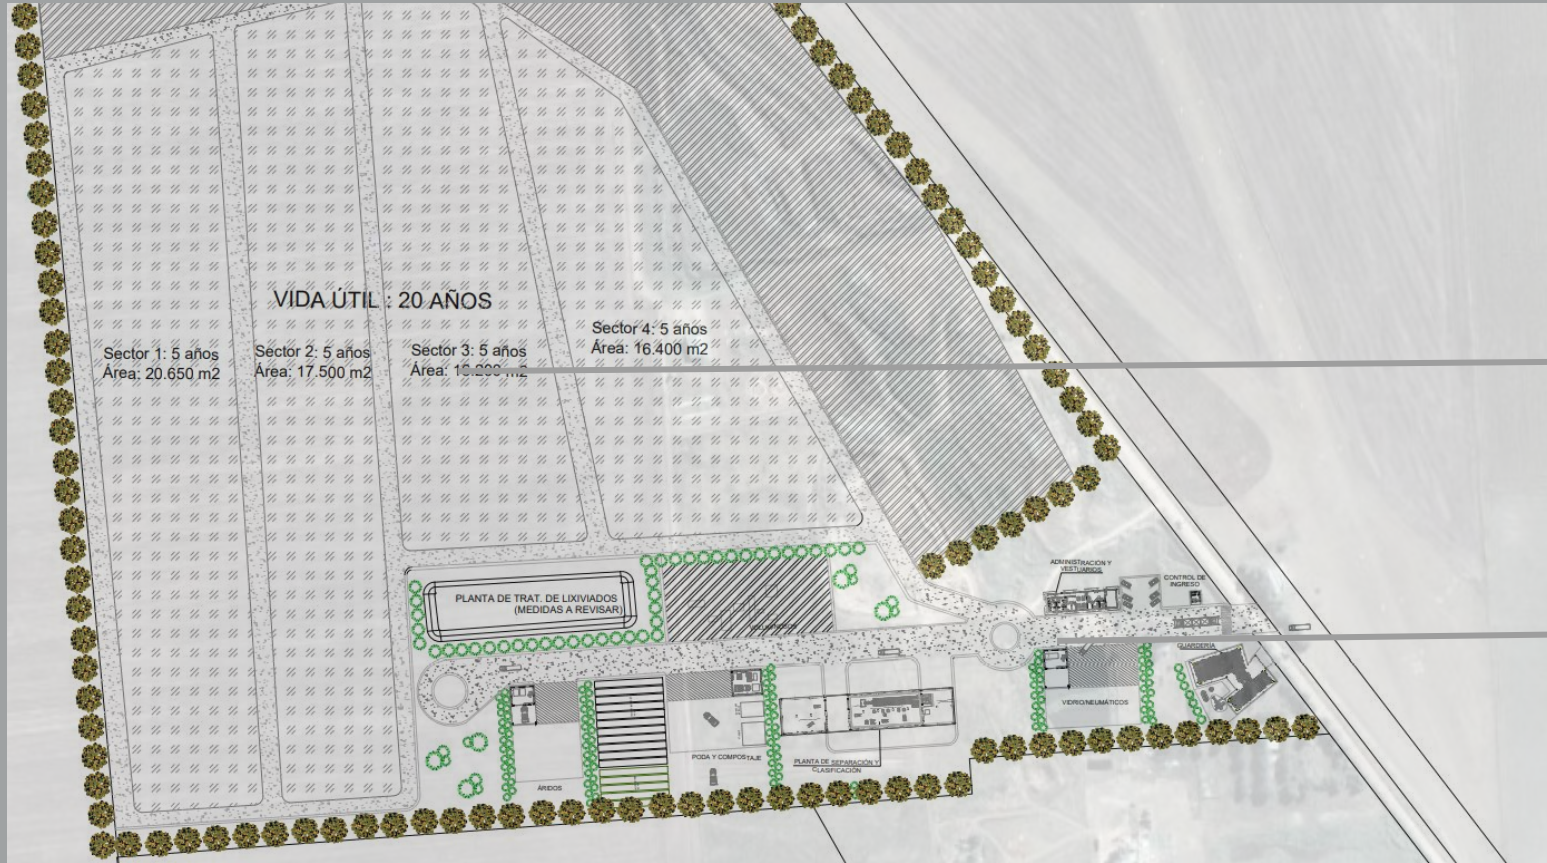 VIDA ÚTIL : 20 AÑOS
Sector 1: 5 años
Área: 20.650 m2
Sector 2: 5 años
Área: 17.500 m2
Sector 3: 5 años
Área:
Sector 4: 5 años
Área: 16.400 m2
PLANTA DE TRAT. DE LIXIVIADOS
(MEDIDAS A REVISAR)
ADMINISTRACIÓN Y
VESTUARIOS
CONTROL DE
INGRESO
GUARDERÍA
VIDRIO/NEUMÁTICOS
PODA Y COMPOSTAJE
PLANTA DE SEPARACIÓN Y
CLASIFICACIÓN
ÁRIDOS